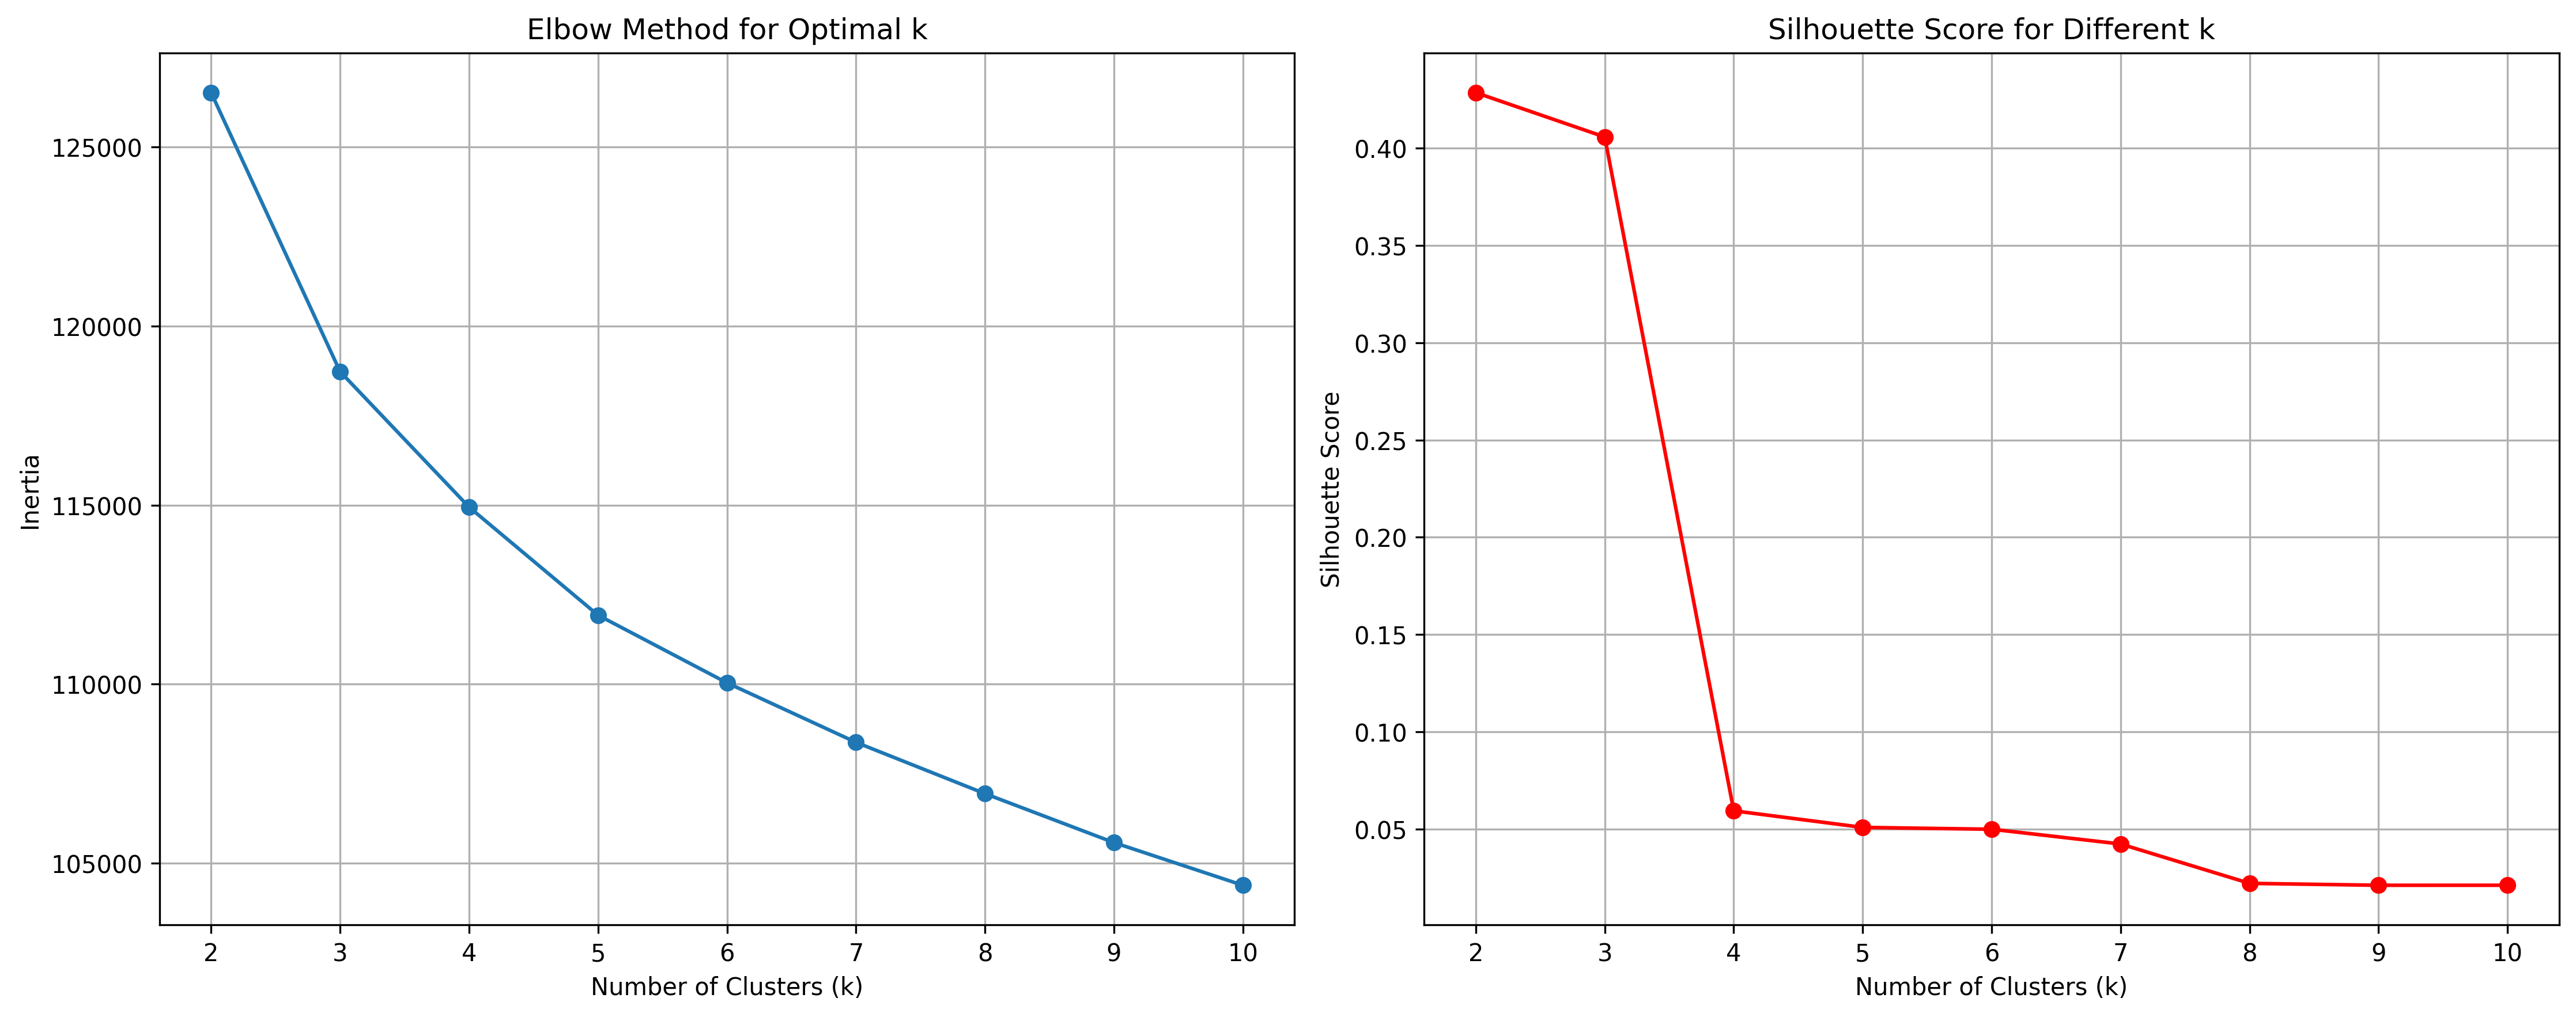 Elbow Method for Optimal k
125000
120000
115000
110000
105000
Inertia
2 3 4 5 6 7 8 9 10
Number of Clusters (k)
Silhouette Score for Different k
0.40
0.35
0.30
0.25
0.20
0.15
0.10
0.05
Silhouette Score
2 3 4 5 6 7 8 9 10
Number of Clusters (k)